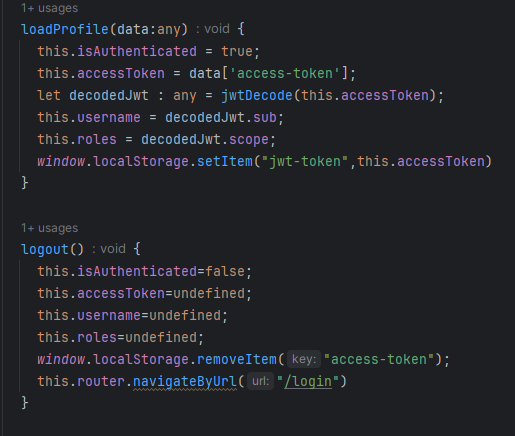 1+ usages
loadProfile(data:any) : void {
this.isAuthenticated = true;
this.accessToken = data['access-token'];
let decodedJwt : any = jwtDecode(this.accessToken);
this.username = decodedJwt.sub;
this.roles = decodedJwt.scope;
window.localStorage.setItem("jwt-token",this.accessToken)
}
1+ usages
logout() : void {
this.isAuthenticated=false;
this.accessToken=undefined;
this.username=undefined;
this.roles=undefined;
window.localStorage.removeItem( key: "access-token");
this.router.navigateByUrl( url: "/login")
}